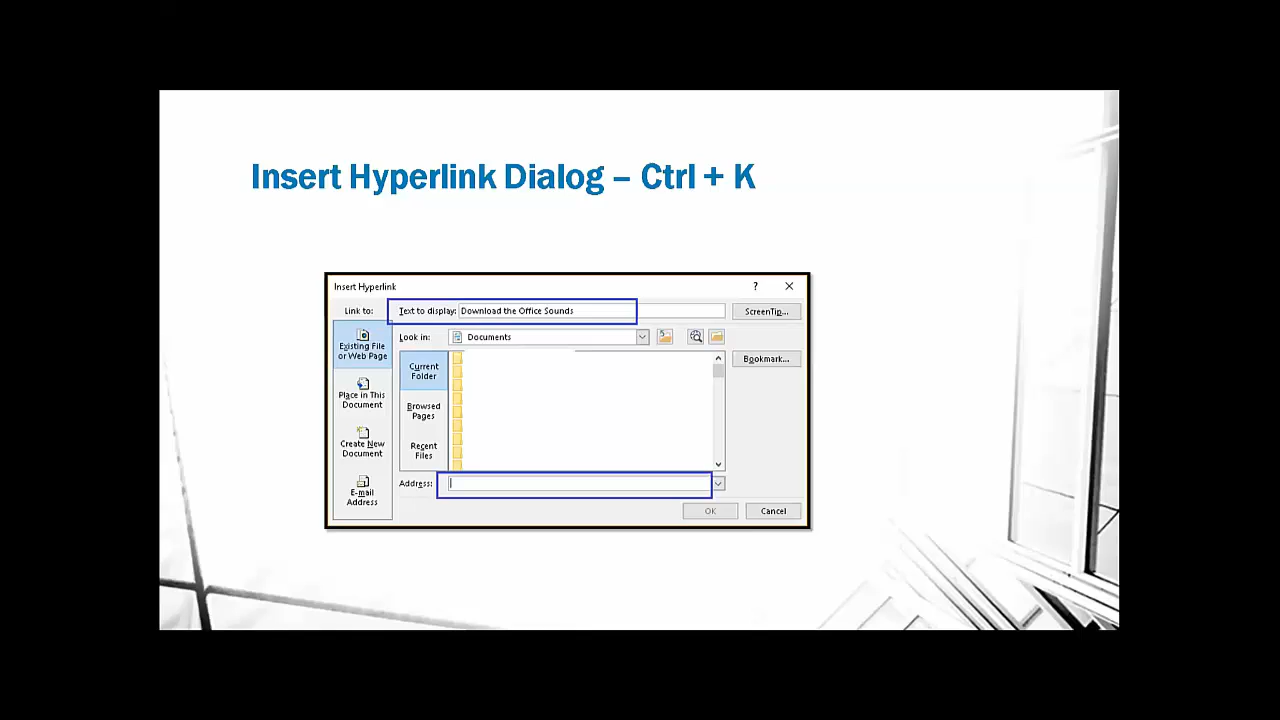 Insert Hyperlink Dialog – Ctrl + K
Insert Hyperlink ? ✕
Link to: Text to display: Download the Office Sounds ScreenTip...
Look in: Documents
Existing File
or Web Page
Current
Folder
Bookmark...
Place in This
Document
Browsed
Pages
Create New
Document
Recent
Files
E-mail
Address
Address:
OK Cancel